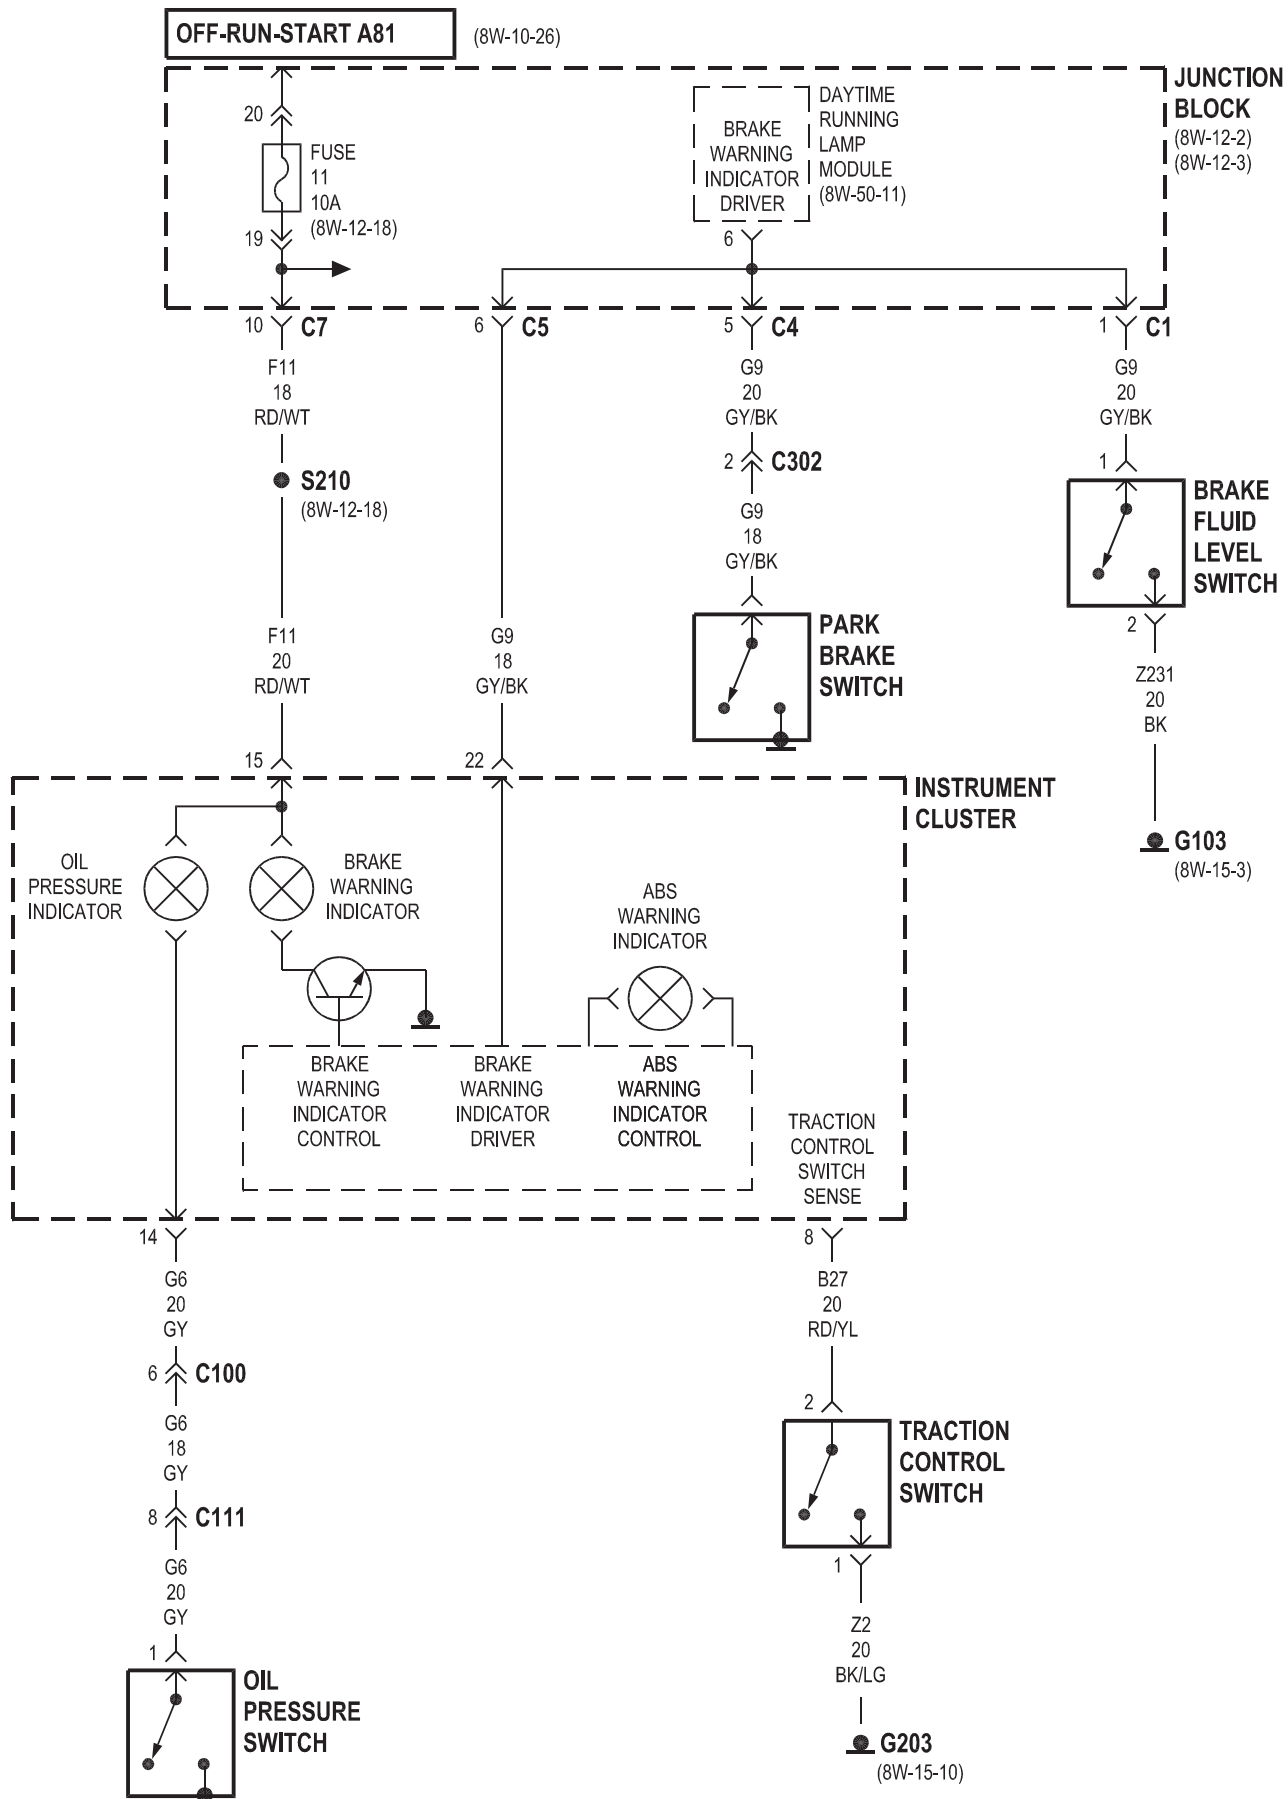 OFF-RUN-START A81
(8W-10-26)
JUNCTION
BLOCK
(8W-12-2)
(8W-12-3)
20
FUSE
11
10A
(8W-12-18)
19
BRAKE
WARNING
INDICATOR
DRIVER
DAYTIME
RUNNING
LAMP
MODULE
(8W-50-11)
6
10
C7
6
C5
5
C4
1
C1
F11
18
RD/WT
S210
(8W-12-18)
F11
20
RD/WT
15
G9
18
GY/BK
22
G9
20
GY/BK
2
C302
G9
18
GY/BK
PARK
BRAKE
SWITCH
G9
20
GY/BK
1
BRAKE
FLUID
LEVEL
SWITCH
2
Z231
20
BK
G103
(8W-15-3)
INSTRUMENT
CLUSTER
OIL
PRESSURE
INDICATOR
BRAKE
WARNING
INDICATOR
ABS
WARNING
INDICATOR
BRAKE
WARNING
INDICATOR
CONTROL
BRAKE
WARNING
INDICATOR
DRIVER
ABS
WARNING
INDICATOR
CONTROL
TRACTION
CONTROL
SWITCH
SENSE
14
G6
20
GY
6
C100
G6
18
GY
8
C111
G6
20
GY
1
OIL
PRESSURE
SWITCH
8
B27
20
RD/YL
2
TRACTION
CONTROL
SWITCH
1
Z2
20
BK/LG
G203
(8W-15-10)